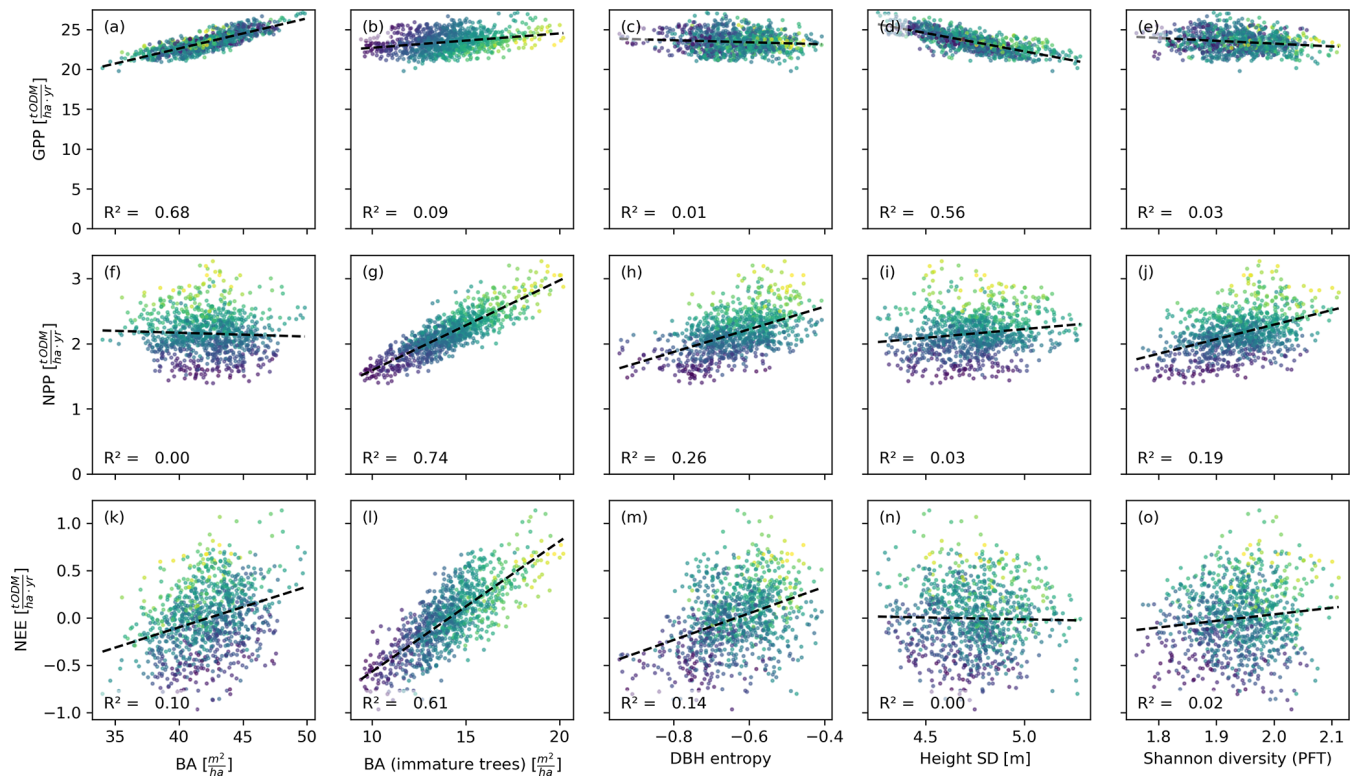 (a) (b) (c) (d) (e)
25
20
15
10
5
0
GPP [tODM/ha · yr]
R² = 0.68 R² = 0.09 R² = 0.01 R² = 0.56 R² = 0.03
(f) (g) (h) (i) (j)
3
2
1
0
NPP [tODM/ha · yr]
R² = 0.00 R² = 0.74 R² = 0.26 R² = 0.03 R² = 0.19
(k) (l) (m) (n) (o)
1.0
0.5
0.0
−0.5
−1.0
NEE [tODM/ha · yr]
R² = 0.10 R² = 0.61 R² = 0.14 R² = 0.00 R² = 0.02
35 40 45 50 10 15 20 −0.8 −0.6 −0.4 4.5 5.0 1.8 1.9 2.0 2.1
BA [m²/ha] BA (immature trees) [m²/ha] DBH entropy Height SD [m] Shannon diversity (PFT)